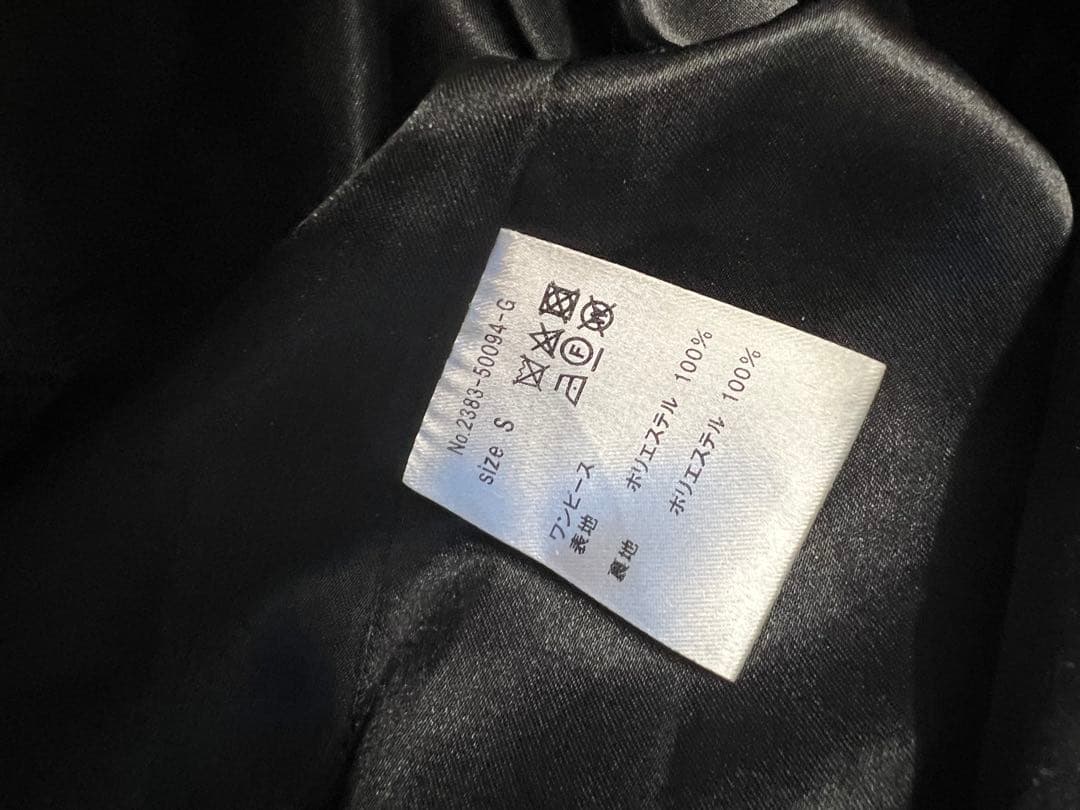 No.2383-50094-G
size S
F
W
ワンピース
表地 ポリエステル 100%
裏地 ポリエステル 100%